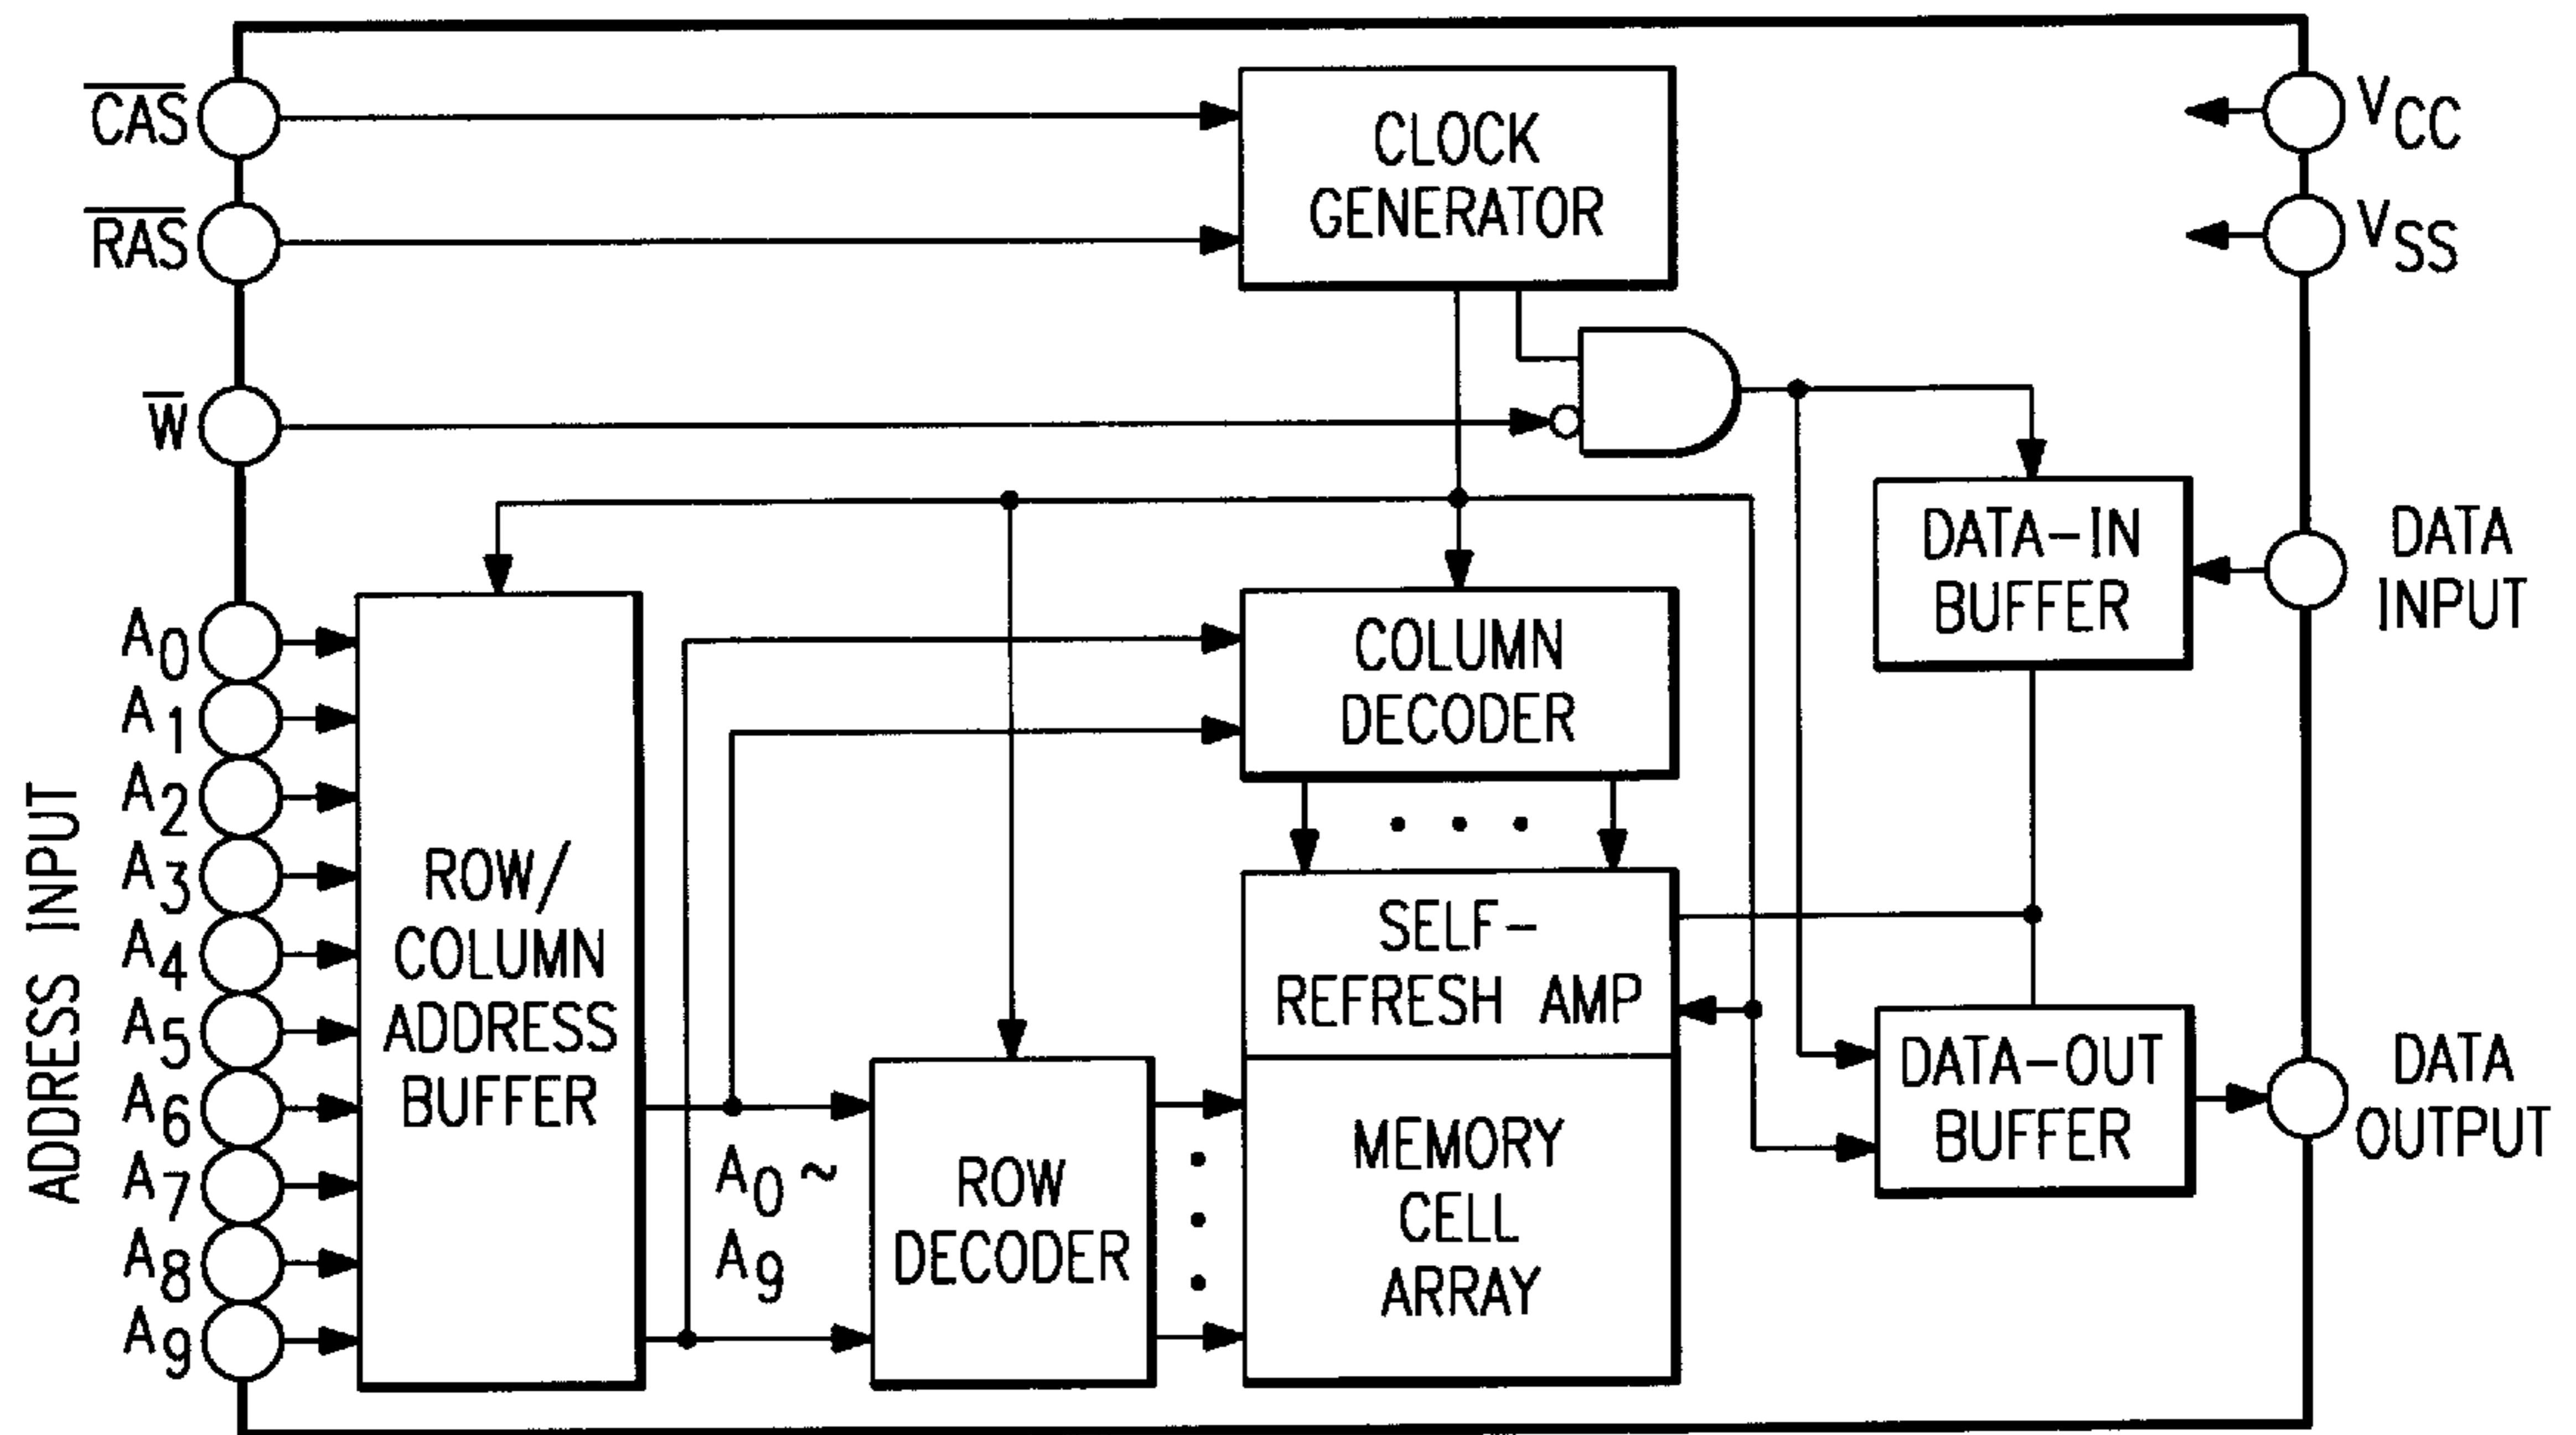 C̅A̅S̅
R̅A̅S̅
W̅
ADDRESS INPUT
A0
A1
A2
A3
A4
A5
A6
A7
A8
A9
ROW/
COLUMN
ADDRESS
BUFFER
CLOCK
GENERATOR
COLUMN
DECODER
A0 ~
A9
ROW
DECODER
SELF-
REFRESH AMP
MEMORY
CELL
ARRAY
VCC
VSS
DATA-IN
BUFFER
DATA
INPUT
DATA-OUT
BUFFER
DATA
OUTPUT